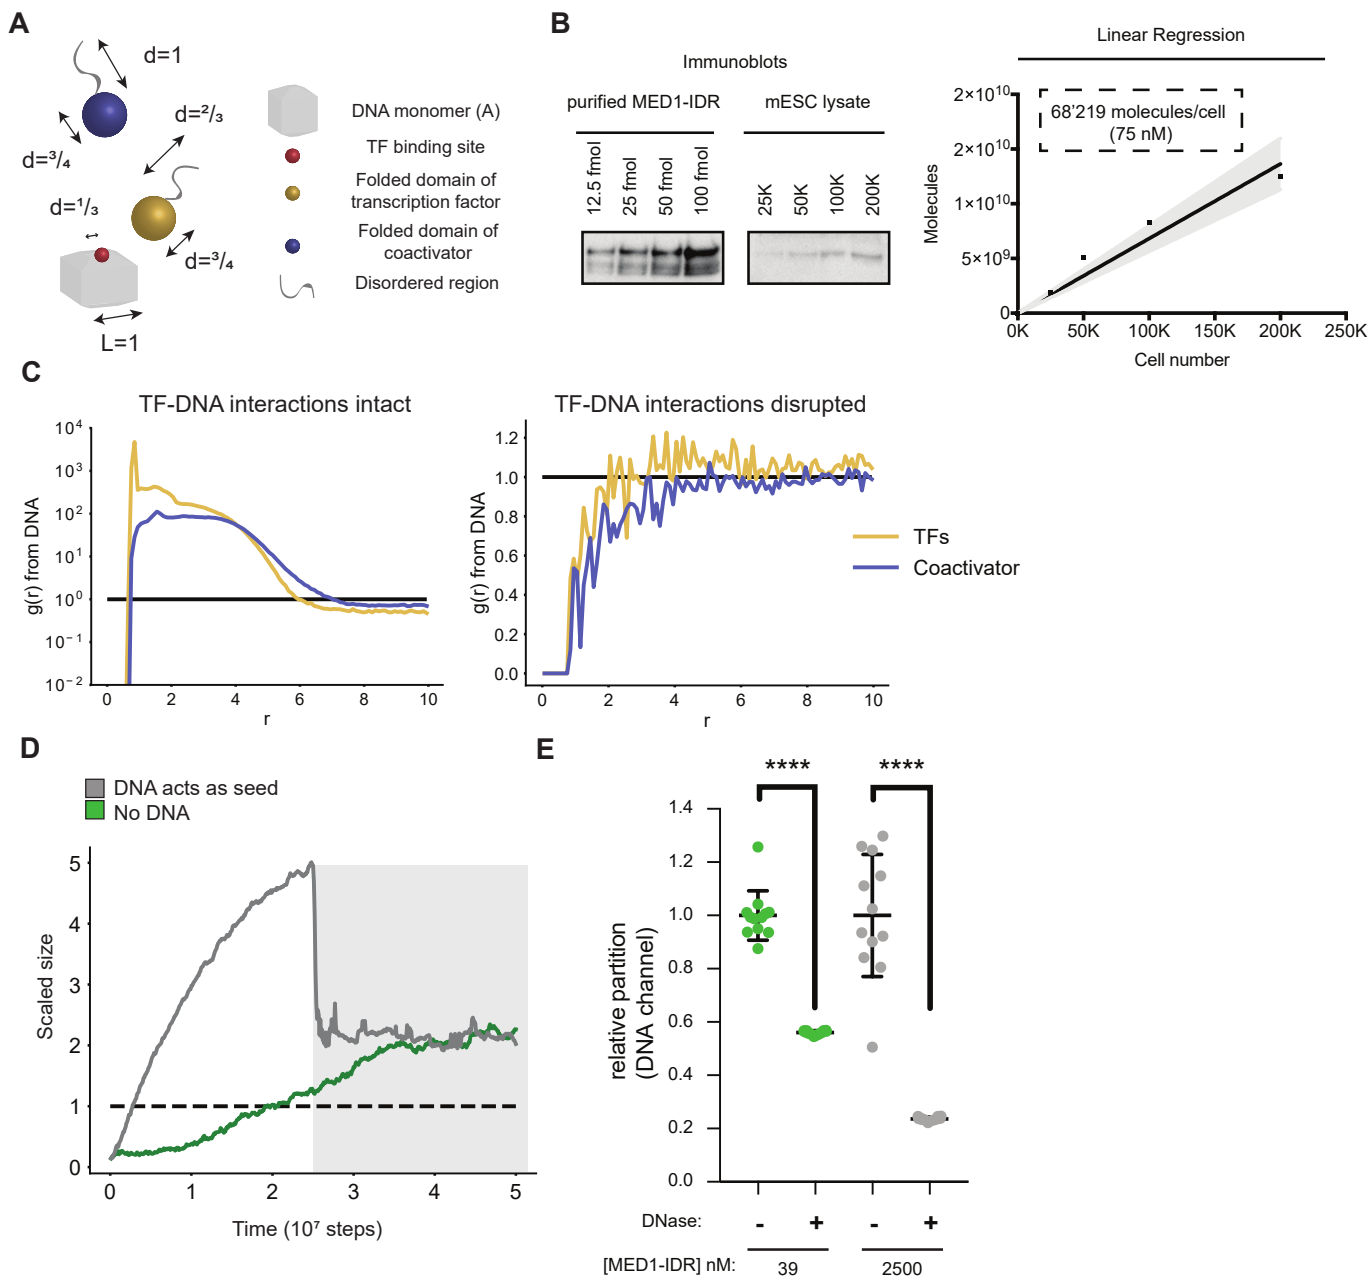 A
d=1
d=²/₃
d=³/₄
d=¹/₃
d=³/₄
L=1
DNA monomer (A)
TF binding site
Folded domain of
transcription factor
Folded domain of
coactivator
Disordered region
B
Immunoblots
purified MED1-IDR
mESC lysate
12.5 fmol
25 fmol
50 fmol
100 fmol
25K
50K
100K
200K
Linear Regression
68'219 molecules/cell
(75 nM)
Molecules
2×10¹⁰
2×10¹⁰
1×10¹⁰
5×10⁹
0
0K
50K
100K
150K
200K
250K
Cell number
C
TF-DNA interactions intact
g(r) from DNA
10⁴
10³
10²
10¹
10⁰
10⁻¹
10⁻²
0
2
4
6
8
10
r
TF-DNA interactions disrupted
g(r) from DNA
1.2
1.0
0.8
0.6
0.4
0.2
0.0
0
2
4
6
8
10
r
TFs
Coactivator
D
DNA acts as seed
No DNA
Scaled size
5
4
3
2
1
0
0
1
2
3
4
5
Time (10⁷ steps)
E
****
****
relative partition
(DNA channel)
1.4
1.2
1.0
0.8
0.6
0.4
0.2
0.0
DNase:
-
+
-
+
[MED1-IDR] nM:
39
2500